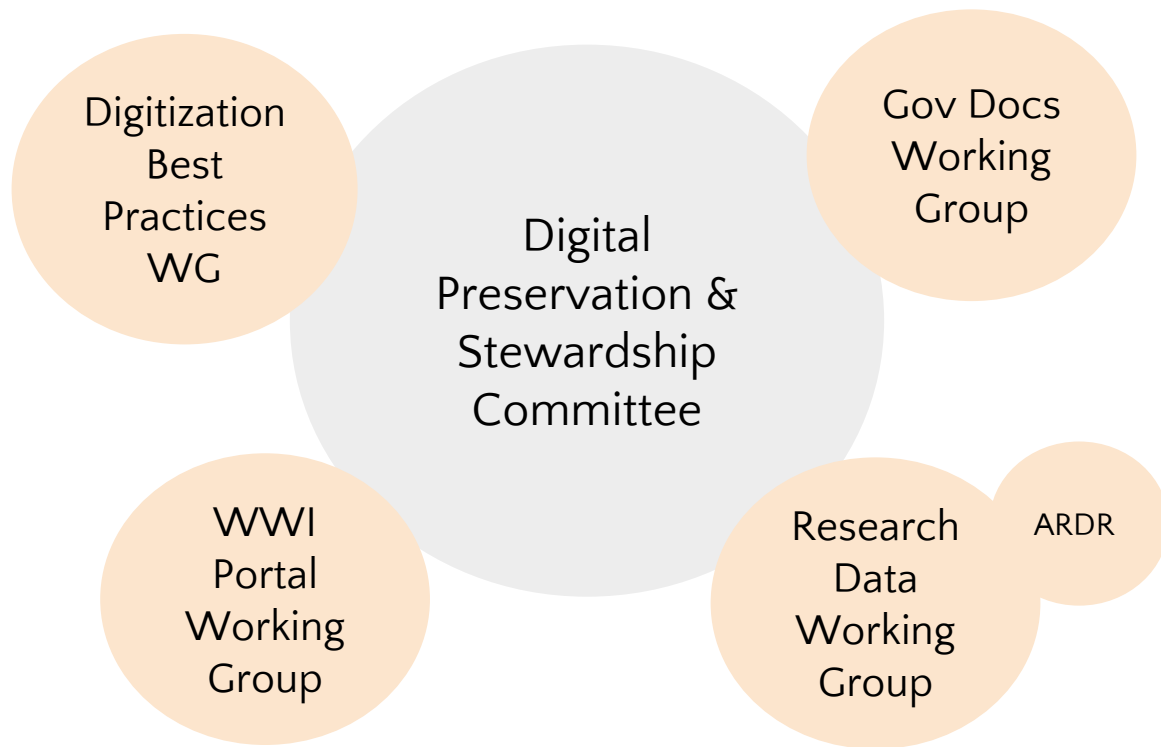 Digitization
Best
Practices
WG
Gov Docs
Working
Group
Digital
Preservation &
Stewardship
Committee
WWI
Portal
Working
Group
Research
Data
Working
Group
ARDR